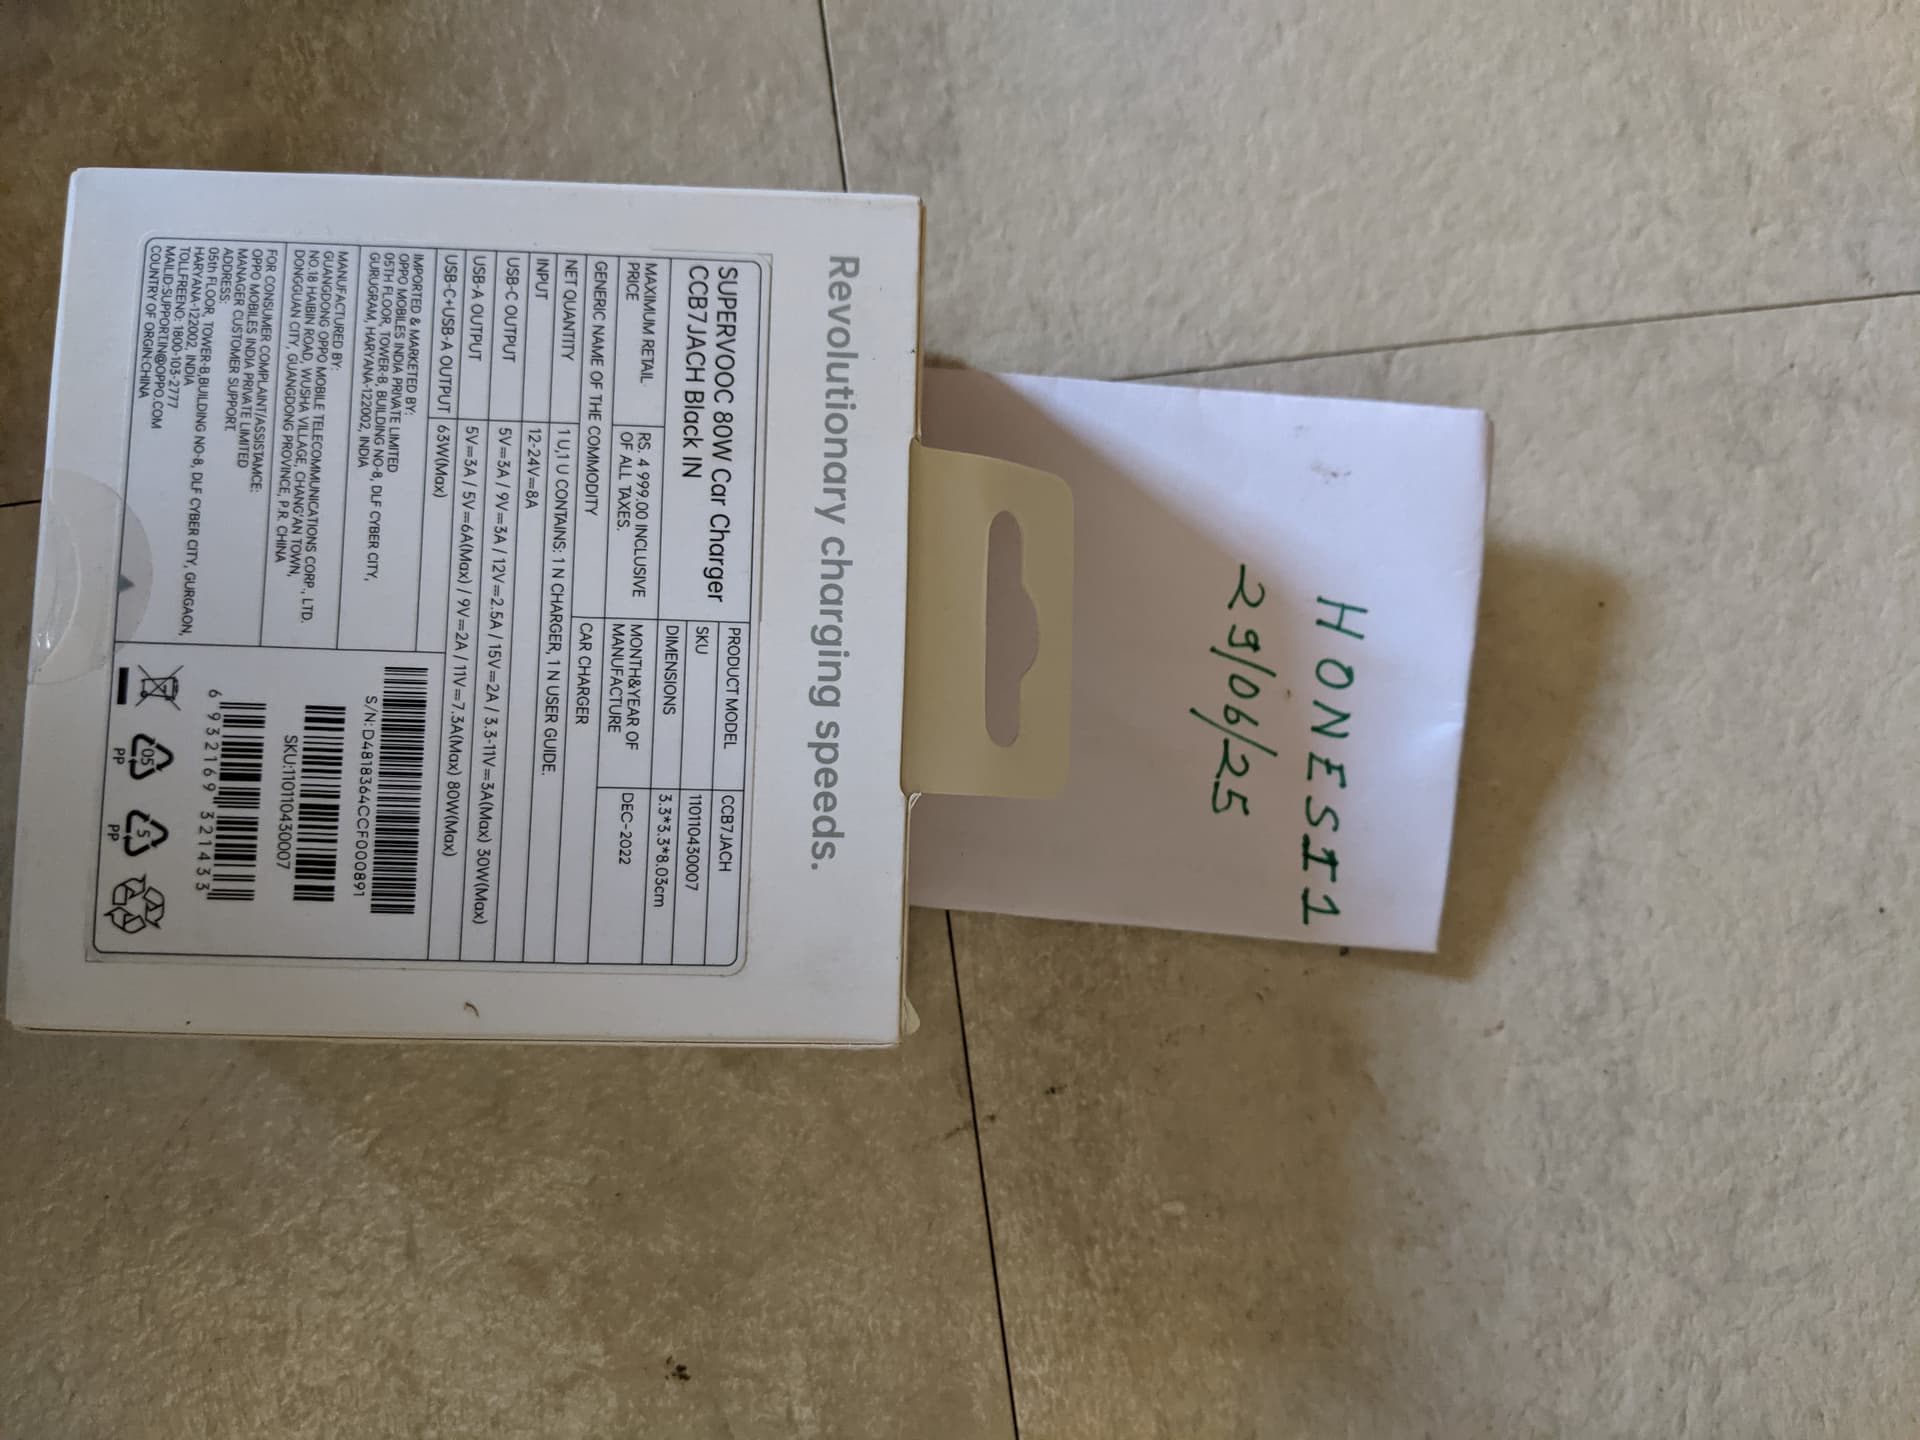 Revolutionary charging speeds.
SUPERVOOC 80W Car Charger
CCB7JACH Black IN
PRODUCT MODEL CCB7JACH
SKU 110110430007
DIMENSIONS 3.3*3.3*8.03cm
MAXIMUM RETAIL PRICE RS. 4 999.00 INCLUSIVE OF ALL TAXES.
MONTH&YEAR OF MANUFACTURE DEC-2022
GENERIC NAME OF THE COMMODITY CAR CHARGER
NET QUANTITY 1 U,1 U CONTAINS: 1 N CHARGER, 1 N USER GUIDE.
INPUT 12-24V⎓8A
USB-C OUTPUT 5V⎓3A / 9V⎓3A / 12V⎓2.5A / 15V⎓2A / 3.3-11V⎓3A(Max) 30W(Max)
USB-A OUTPUT 5V⎓3A / 5V⎓6A(Max) / 9V⎓2A / 11V⎓7.3A(Max) 80W(Max)
USB-C+USB-A OUTPUT 63W(Max)
IMPORTED & MARKETED BY:
OPPO MOBILES INDIA PRIVATE LIMITED
05TH FLOOR, TOWER-B, BUILDING NO-8, DLF CYBER CITY,
GURUGRAM, HARYANA-122002, INDIA
MANUFACTURED BY:
GUANGDONG OPPO MOBILE TELECOMMUNICATIONS CORP., LTD.
NO.18 HAIBIN ROAD, WUSHA VILLAGE, CHANG'AN TOWN,
DONGGUAN CITY, GUANGDONG PROVINCE, P.R. CHINA
FOR CONSUMER COMPLAINT/ASSISTAMCE:
OPPO MOBILES INDIA PRIVATE LIMITED
MANAGER CUSTOMER SUPPORT.
ADDRESS:
05th FLOOR, TOWER-B,BUILDING NO-8, DLF CYBER CITY, GURGAON,
HARYANA-122002, INDIA
TOLLFREENO: 1800-103-2777
MAILID:SUPPORT.IN@OPPO.COM
COUNTRY OF ORGIN:CHINA
S/N:D4818364CCF000891
SKU:110110430007
6 932169 321433
05 PP
5 PP
HONESI1
29/06/25